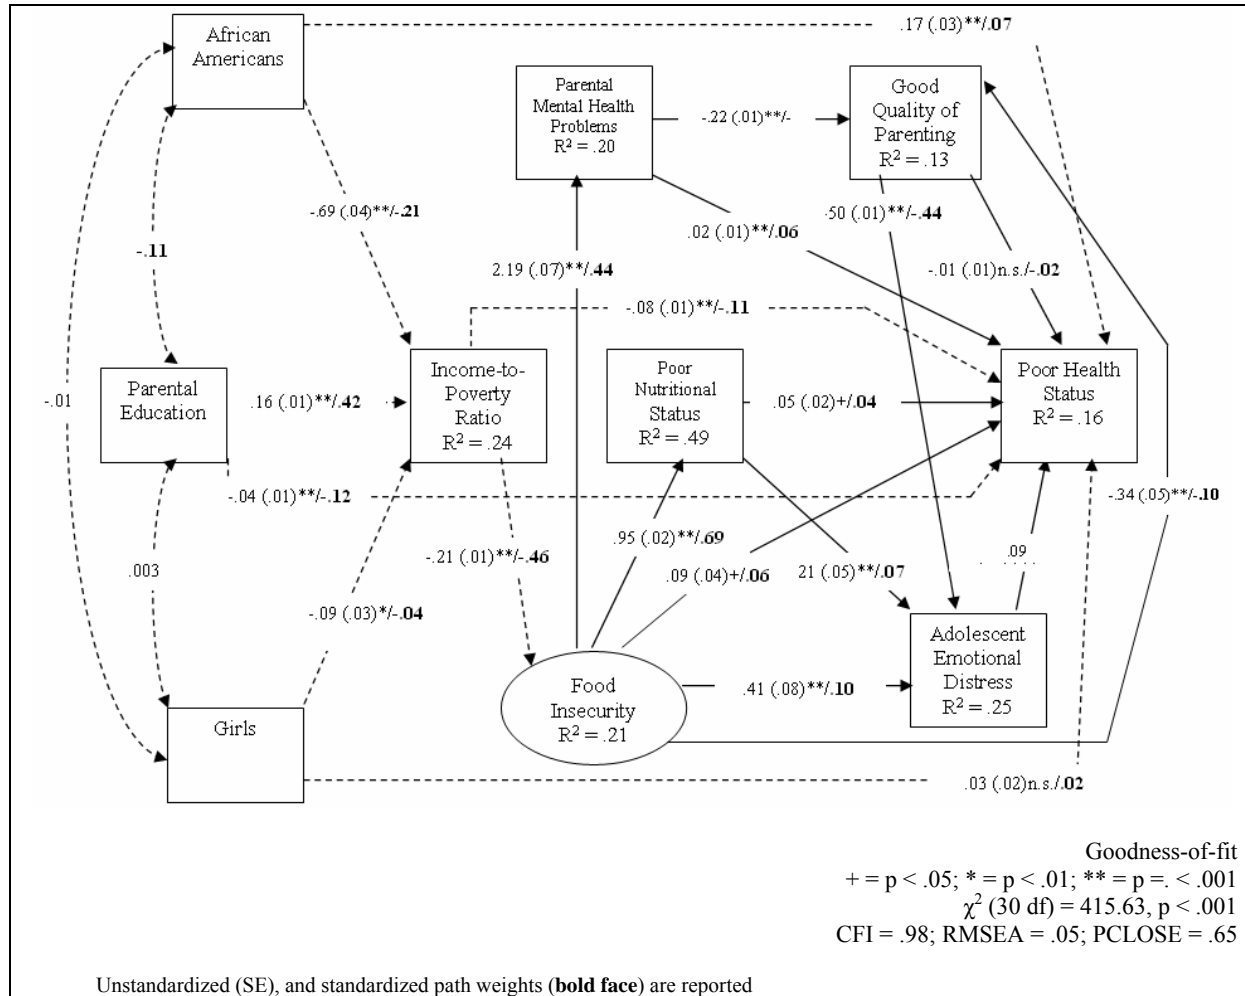 African
Americans
.17 (.03)**/.07
Parental
Mental Health
Problems
R² = .20
-.22 (.01)**/-
Good
Quality of
Parenting
R² = .13
-.69 (.04)**/-.21
.50 (.01)**/-.44
.02 (.01)**/.06
-.11
2.19 (.07)**/.44
-.01 (.01)n.s./-.02
-.08 (.01)**/-.11
Parental
Education
-.01
.16 (.01)**/.42
Income-to-
Poverty
Ratio
R² = .24
Poor
Nutritional
Status
R² = .49
.05 (.02)+/.04
Poor Health
Status
R² = .16
-.04 (.01)**/-.12
-.34 (.05)**/-.10
.95 (.02)**/.69
-.21 (.01)**/-.46
.09
.003
.09 (.04)+/.06
21 (.05)**/.07
-.09 (.03)*/-.04
Adolescent
Emotional
Distress
R² = .25
Food
Insecurity
R² = .21
.41 (.08)**/.10
Girls
.03 (.02)n.s./.02
Goodness-of-fit
+ = p < .05; * = p < .01; ** = p =. < .001
χ² (30 df) = 415.63, p < .001
CFI = .98; RMSEA = .05; PCLOSE = .65
Unstandardized (SE), and standardized path weights (bold face) are reported